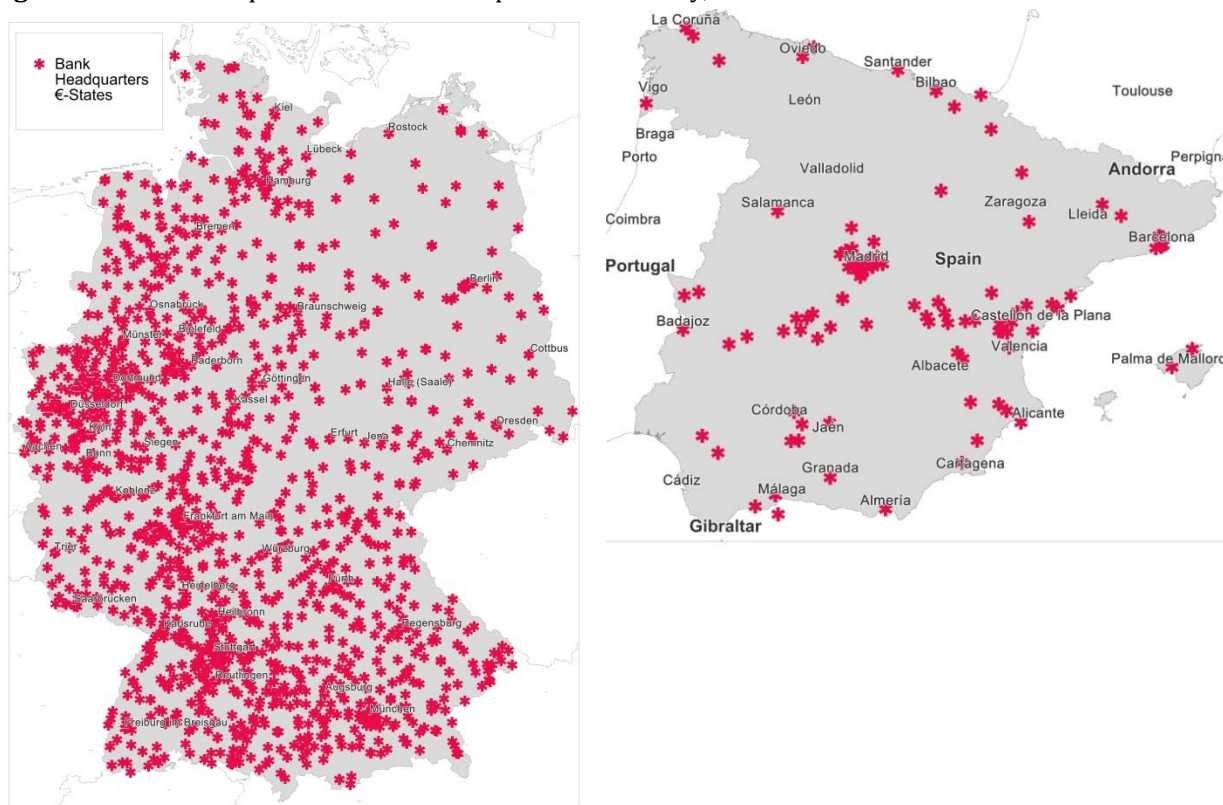 Bank
Headquarters
€-States
Kiel
Rostock
Lübeck
Hamburg
Bremen
Berlin
Osnabrück
Braunschweig
Münster
Bielefeld
Cottbus
Paderborn
Dortmund
Göttingen
Halle (Saale)
Düsseldorf
Kassel
Dresden
Köln
Erfurt
Jena
Chemnitz
Aachen
Siegen
Bonn
Koblenz
Frankfurt am Main
Trier
Würzburg
Fürth
Heidelberg
Saarbrücken
Heilbronn
Karlsruhe
Regensburg
Stuttgart
Reutlingen
Augsburg
München
Freiburg im Breisgau
La Coruña
Oviedo
Santander
Bilbao
Toulouse
Vigo
León
Braga
Porto
Valladolid
Andorra
Perpigna
Salamanca
Zaragoza
Lleida
Coimbra
Barcelona
Madrid
Spain
Portugal
Castellón de la Plana
Badajoz
Valencia
Albacete
Palma de Mallorc
Córdoba
Alicante
Jaén
Cádiz
Granada
Cartagena
Málaga
Almería
Gibraltar